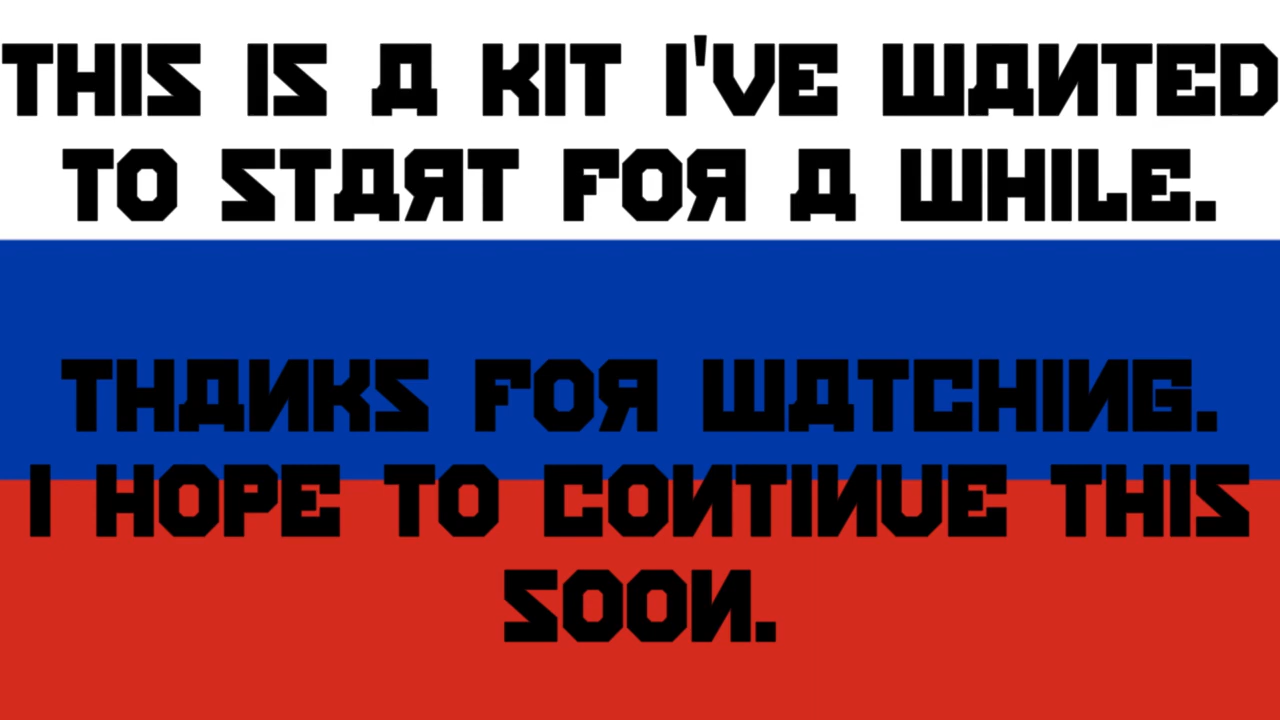 THIS IS A KIT I'VE WANTED
TO START FOR A WHILE.
THANKS FOR WATCHING.
I HOPE TO CONTINUE THIS
SOON.